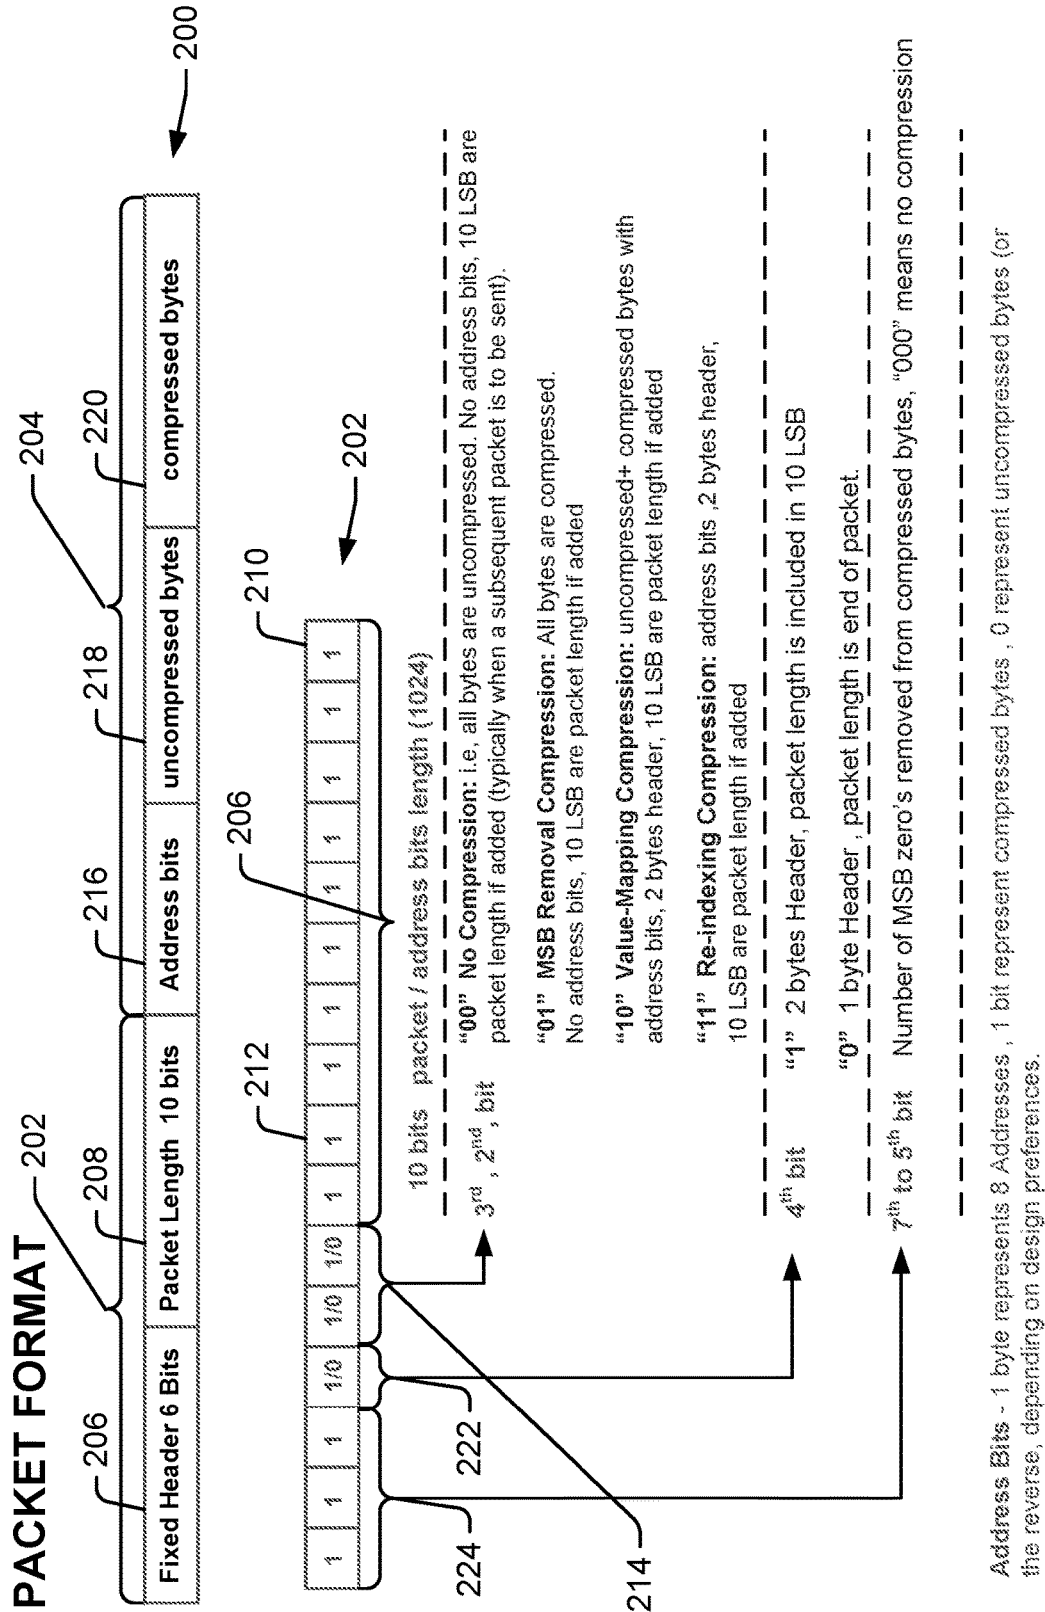 PACKET FORMAT
202
204
200
206
208
216
218
220
Fixed Header 6 Bits
Packet Length 10 bits
Address bits
uncompressed bytes
compressed bytes
212
206
210
202
1 1 1 1/0 1/0 1/0 1 1 1 1 1 1 1 1 1 1
224
222
214
10 bits packet / address bits length (1024)
3rd , 2nd , bit
"00" No Compression: i.e, all bytes are uncompressed. No address bits, 10 LSB are
packet length if added (typically when a subsequent packet is to be sent).
"01" MSB Removal Compression: All bytes are compressed.
No address bits, 10 LSB are packet length if added
"10" Value-Mapping Compression: uncompressed+ compressed bytes with
address bits, 2 bytes header, 10 LSB are packet length if added
"11" Re-indexing Compression: address bits ,2 bytes header,
10 LSB are packet length if added
4th bit
"1" 2 bytes Header, packet length is included in 10 LSB
"0" 1 byte Header , packet length is end of packet.
7th to 5th bit Number of MSB zero's removed from compressed bytes, "000" means no compression
Address Bits - 1 byte represents 8 Addresses , 1 bit represent compressed bytes , 0 represent uncompressed bytes (or
the reverse, depending on design preferences.